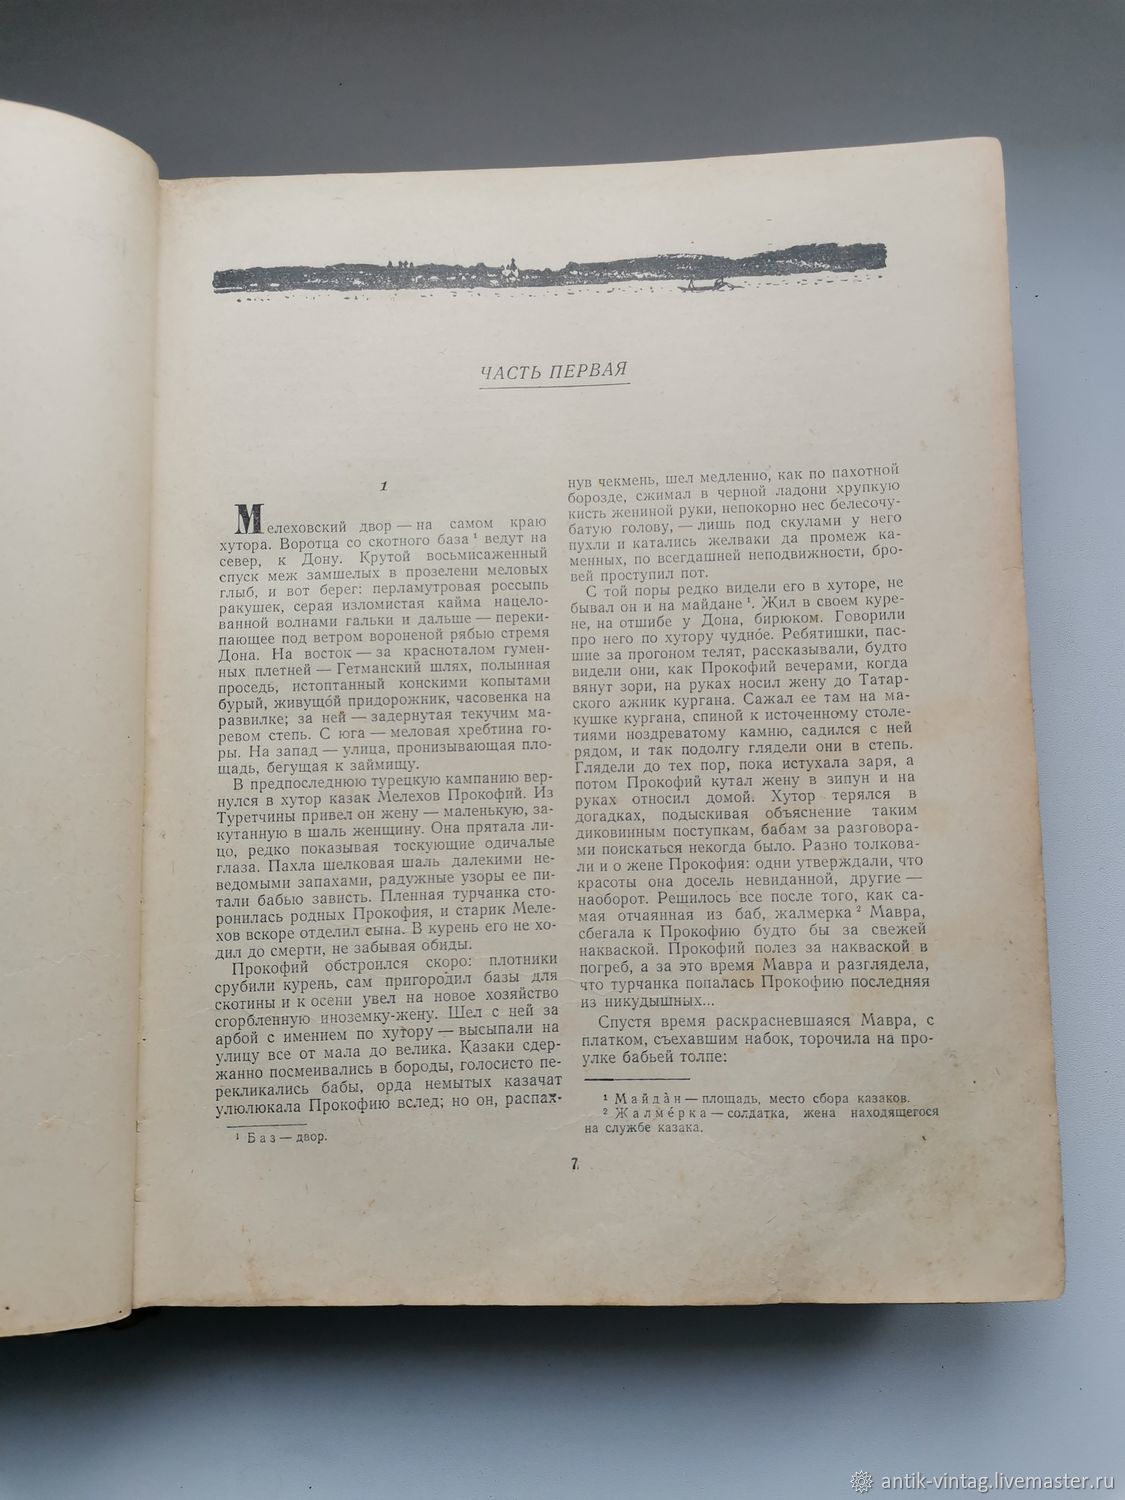 ЧАСТЬ ПЕРВАЯ
1
Мелеховский двор — на самом краю
хутора. Воротца со скотного база ¹ ведут на
север, к Дону. Крутой восьмисаженный
спуск меж замшелых в прозелени меловых
глыб, и вот берег: перламутровая россыпь
ракушек, серая изломистая кайма нацело-
ванной волнами гальки и дальше — переки-
пающее под ветром вороненой рябью стремя
Дона. На восток — за красноталом гумен-
ных плетней — Гетманский шлях, полынная
проседь, истоптанный конскими копытами
бурый, живущо́й придорожник, часовенка на
развилке; за ней — задернутая текучим ма-
ревом степь. С юга — меловая хребтина го-
ры. На запад — улица, пронизывающая пло-
щадь, бегущая к займищу.
В предпоследнюю турецкую кампанию вер-
нулся в хутор казак Мелехов Прокофий. Из
Туретчины привел он жену — маленькую, за-
кутанную в шаль женщину. Она прятала ли-
цо, редко показывая тоскующие одичалые
глаза. Пахла шелковая шаль далекими не-
ведомыми запахами, радужные узоры ее пи-
тали бабью зависть. Пленная турчанка сто-
ронилась родных Прокофия, и старик Меле-
хов вскоре отделил сына. В курень его не хо-
дил до смерти, не забывая обиды.
Прокофий обстроился скоро: плотники
срубили курень, сам пригородил базы для
скотины и к осени увел на новое хозяйство
сгорбленную иноземку-жену. Шел с ней за
арбой с имением по хутору — высыпали на
улицу все от мала до велика. Казаки сдер-
жанно посмеивались в бороды, голосисто пе-
рекликались бабы, орда немытых казачат
улюлюкала Прокофию вслед; но он, распах-
¹ Баз — двор.
нув чекмень, шел медленно, как по пахотной
борозде, сжимал в черной ладони хрупкую
кисть жениной руки, непокорно нес белесочу-
батую голову, — лишь под скулами у него
пухли и катались желваки да промеж ка-
менных, по всегдашней неподвижности, бро-
вей проступил пот.
С той поры редко видели его в хуторе, не
бывал он и на майдане ¹. Жил в своем куре-
не, на отшибе у Дона, бирюком. Говорили
про него по хутору чудно́е. Ребятишки, пас-
шие за прогоном телят, рассказывали, будто
видели они, как Прокофий вечерами, когда
вянут зори, на руках носил жену до Татар-
ского ажник кургана. Сажал ее там на ма-
кушке кургана, спиной к источенному столе-
тиями ноздреватому камню, садился с ней
рядом, и так подолгу глядели они в степь.
Глядели до тех пор, пока истухала заря, а
потом Прокофий кутал жену в зипун и на
руках относил домой. Хутор терялся в
догадках, подыскивая объяснение таким
диковинным поступкам, бабам за разговора-
ми поискаться некогда было. Разно толкова-
ли и о жене Прокофия: одни утверждали, что
красоты она досель невиданной, другие —
наоборот. Решилось все после того, как са-
мая отчаянная из баб, жалмерка ² Мавра,
сбегала к Прокофию будто бы за свежей
накваской. Прокофий полез за накваской в
погреб, а за это время Мавра и разглядела,
что турчанка попалась Прокофию последняя
из никудышных...
Спустя время раскрасневшаяся Мавра, с
платком, съехавшим набок, торочила на про-
улке бабьей толпе:
¹ Майда̀н — площадь, место сбора казаков.
² Жалме́рка — солдатка, жена находящегося
на службе казака.
7
antik-vintag.livemaster.ru